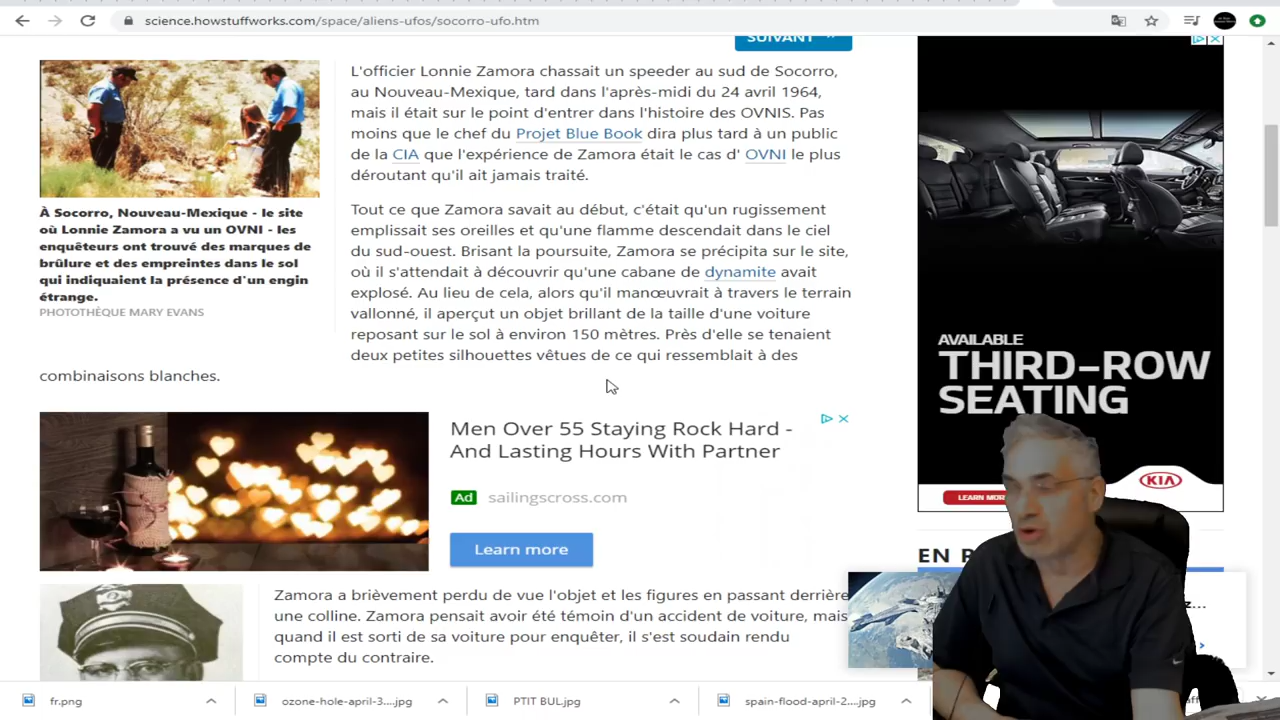 science.howstuffworks.com/space/aliens-ufos/socorro-ufo.htm
SUIVANT
L'officier Lonnie Zamora chassait un speeder au sud de Socorro,
au Nouveau-Mexique, tard dans l'après-midi du 24 avril 1964,
mais il était sur le point d'entrer dans l'histoire des OVNIS. Pas
moins que le chef du Projet Blue Book dira plus tard à un public
de la CIA que l'expérience de Zamora était le cas d' OVNI le plus
déroutant qu'il ait jamais traité.
Tout ce que Zamora savait au début, c'était qu'un rugissement
emplissait ses oreilles et qu'une flamme descendait dans le ciel
du sud-ouest. Brisant la poursuite, Zamora se précipita sur le site,
où il s'attendait à découvrir qu'une cabane de dynamite avait
explosé. Au lieu de cela, alors qu'il manœuvrait à travers le terrain
vallonné, il aperçut un objet brillant de la taille d'une voiture
reposant sur le sol à environ 150 mètres. Près d'elle se tenaient
deux petites silhouettes vêtues de ce qui ressemblait à des
combinaisons blanches.
À Socorro, Nouveau-Mexique - le site
où Lonnie Zamora a vu un OVNI - les
enquêteurs ont trouvé des marques de
brûlure et des empreintes dans le sol
qui indiquaient la présence d'un engin
étrange.
PHOTOTHÈQUE MARY EVANS
AVAILABLE
THIRD-ROW
SEATING
KIA
LEARN MOR
Men Over 55 Staying Rock Hard -
And Lasting Hours With Partner
Ad sailingscross.com
Learn more
EN
Zamora a brièvement perdu de vue l'objet et les figures en passant derrière
une colline. Zamora pensait avoir été témoin d'un accident de voiture, mais
quand il est sorti de sa voiture pour enquêter, il s'est soudain rendu
compte du contraire.
z...
fr.png
ozone-hole-april-3....jpg
PTIT BUL.jpg
spain-flood-april-2....jpg